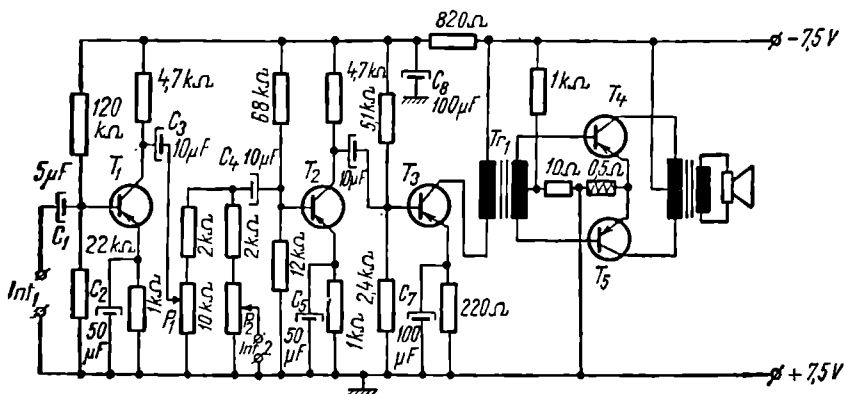 820Ω
⌀ -7,5V
4,7kΩ
68kΩ
4,7kΩ
5,1kΩ
C8
100μF
1kΩ
T4
120
kΩ
C3
10μF
C4 10μF
Tr1
5μF
T1
T2
10μF
T3
10Ω
0,5Ω
C1
22kΩ
2kΩ
2kΩ
12kΩ
T5
Int1
C2
50
μF
1kΩ
P1
10kΩ
P2
Int2
C5
50
μF
1kΩ
2,4kΩ
C7
100
μF
220Ω
⌀ +7,5V